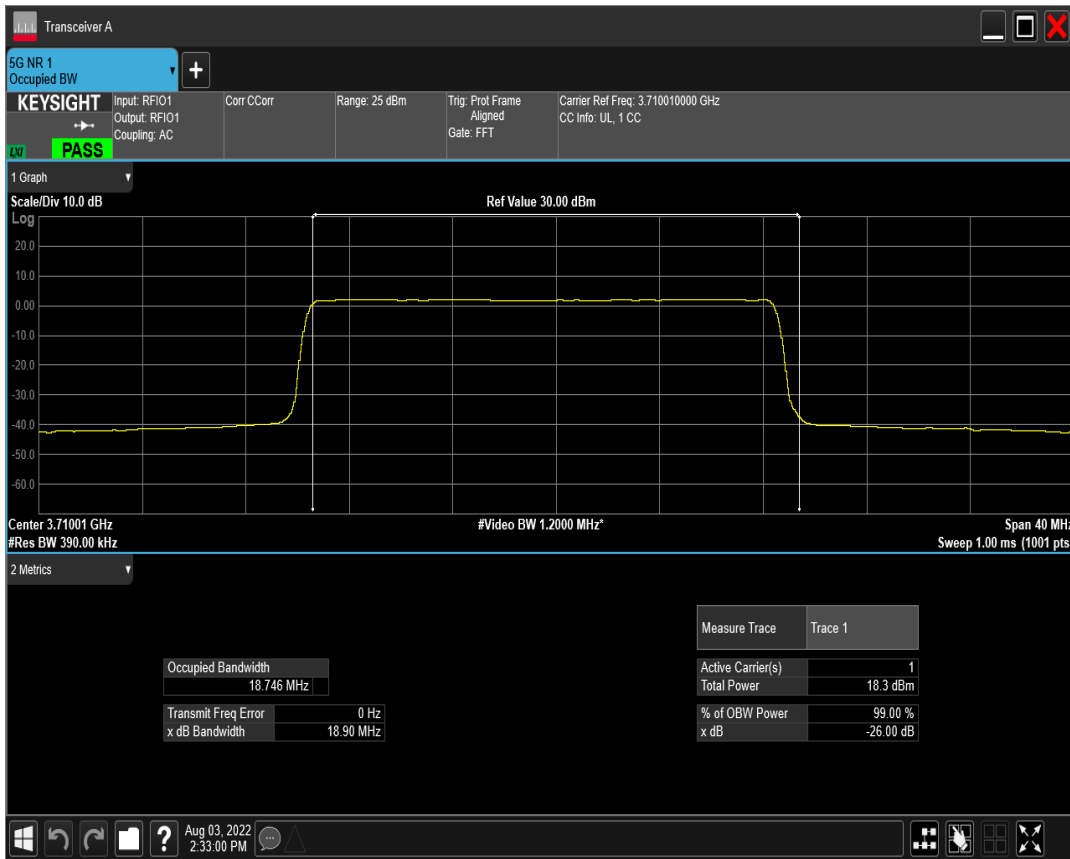 Transceiver A
5G NR 1
Occupied BW
KEYSIGHT
LXI
PASS
Input: RFIO1
Output: RFIO1
Coupling: AC
Corr CCorr
Range: 25 dBm
Trig: Prot Frame
Aligned
Gate: FFT
Carrier Ref Freq: 3.710010000 GHz
CC Info: UL, 1 CC
1 Graph
Scale/Div 10.0 dB
Ref Value 30.00 dBm
Log
20.0
10.0
0.00
-10.0
-20.0
-30.0
-40.0
-50.0
-60.0
Center 3.71001 GHz
#Video BW 1.2000 MHz*
Span 40 MHz
#Res BW 390.00 kHz
Sweep 1.00 ms (1001 pts
2 Metrics
Measure Trace Trace 1
Occupied Bandwidth
18.746 MHz
Active Carrier(s) 1
Total Power 18.3 dBm
Transmit Freq Error 0 Hz
x dB Bandwidth 18.90 MHz
% of OBW Power 99.00 %
x dB -26.00 dB
Aug 03, 2022
2:33:00 PM